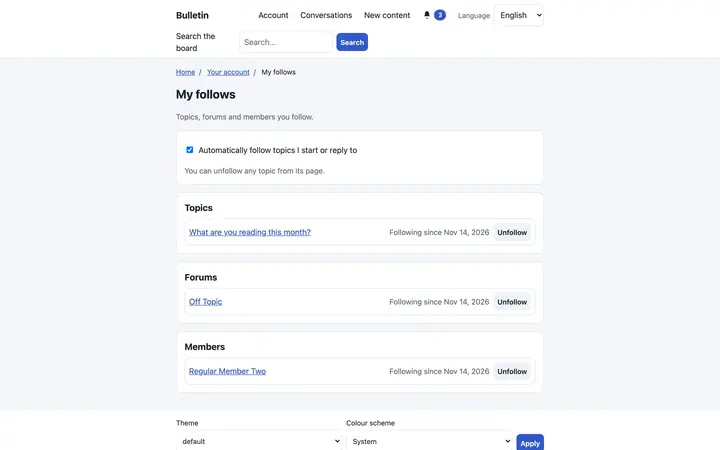 Bulletin Account Conversations New content 3 Language English
Search the board Search... Search
Home / Your account / My follows
My follows
Topics, forums and members you follow.
Automatically follow topics I start or reply to
You can unfollow any topic from its page.
Topics
What are you reading this month? Following since Nov 14, 2026 Unfollow
Forums
Off Topic Following since Nov 14, 2026 Unfollow
Members
Regular Member Two Following since Nov 14, 2026 Unfollow
Theme Colour scheme
default System Apply